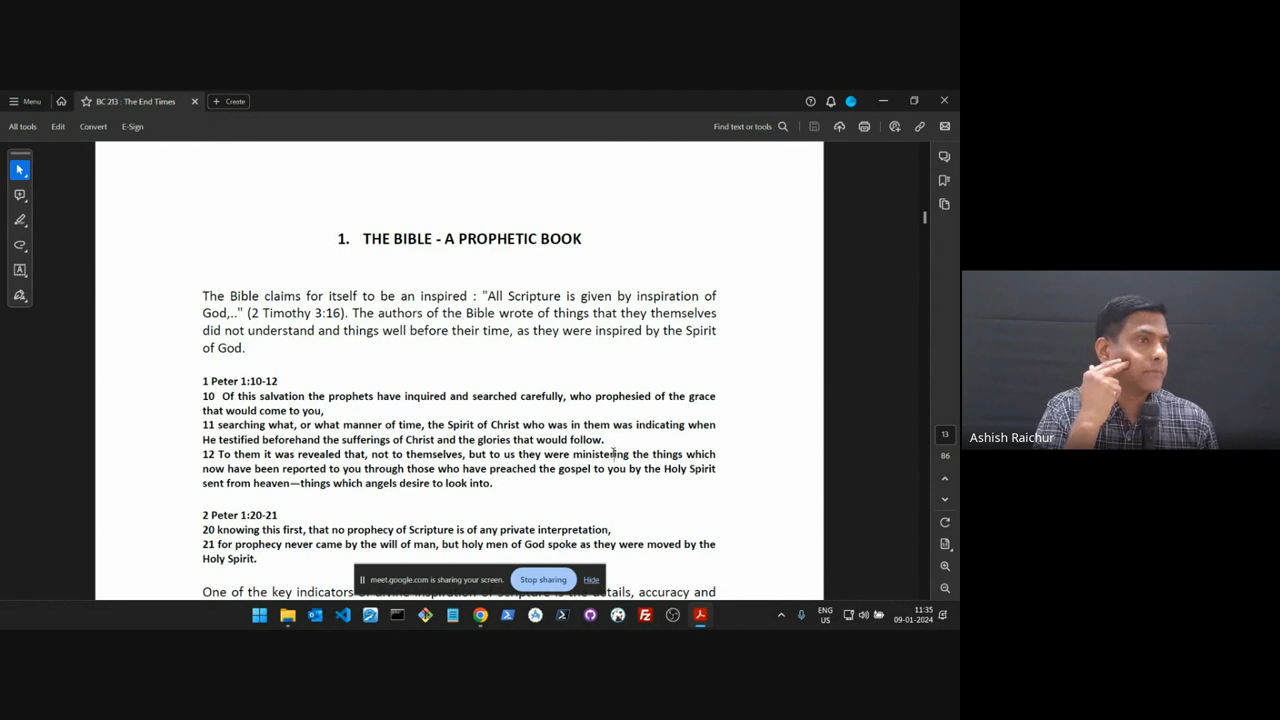 Menu
BC 213 : The End Times
Create
All tools
Edit
Convert
E-Sign
Find text or tools
1. THE BIBLE - A PROPHETIC BOOK
The Bible claims for itself to be an inspired : "All Scripture is given by inspiration of
God,.." (2 Timothy 3:16). The authors of the Bible wrote of things that they themselves
did not understand and things well before their time, as they were inspired by the Spirit
of God.
1 Peter 1:10-12
10 Of this salvation the prophets have inquired and searched carefully, who prophesied of the grace
that would come to you,
11 searching what, or what manner of time, the Spirit of Christ who was in them was indicating when
He testified beforehand the sufferings of Christ and the glories that would follow.
12 To them it was revealed that, not to themselves, but to us they were ministering the things which
now have been reported to you through those who have preached the gospel to you by the Holy Spirit
sent from heaven—things which angels desire to look into.
2 Peter 1:20-21
20 knowing this first, that no prophecy of Scripture is of any private interpretation,
21 for prophecy never came by the will of man, but holy men of God spoke as they were moved by the
Holy Spirit.
One of the key indicators of divine inspiration of Scripture is the details, accuracy and
meet.google.com is sharing your screen.
Stop sharing
Hide
13
86
Ashish Raichur
ENG
US
11:35
09-01-2024